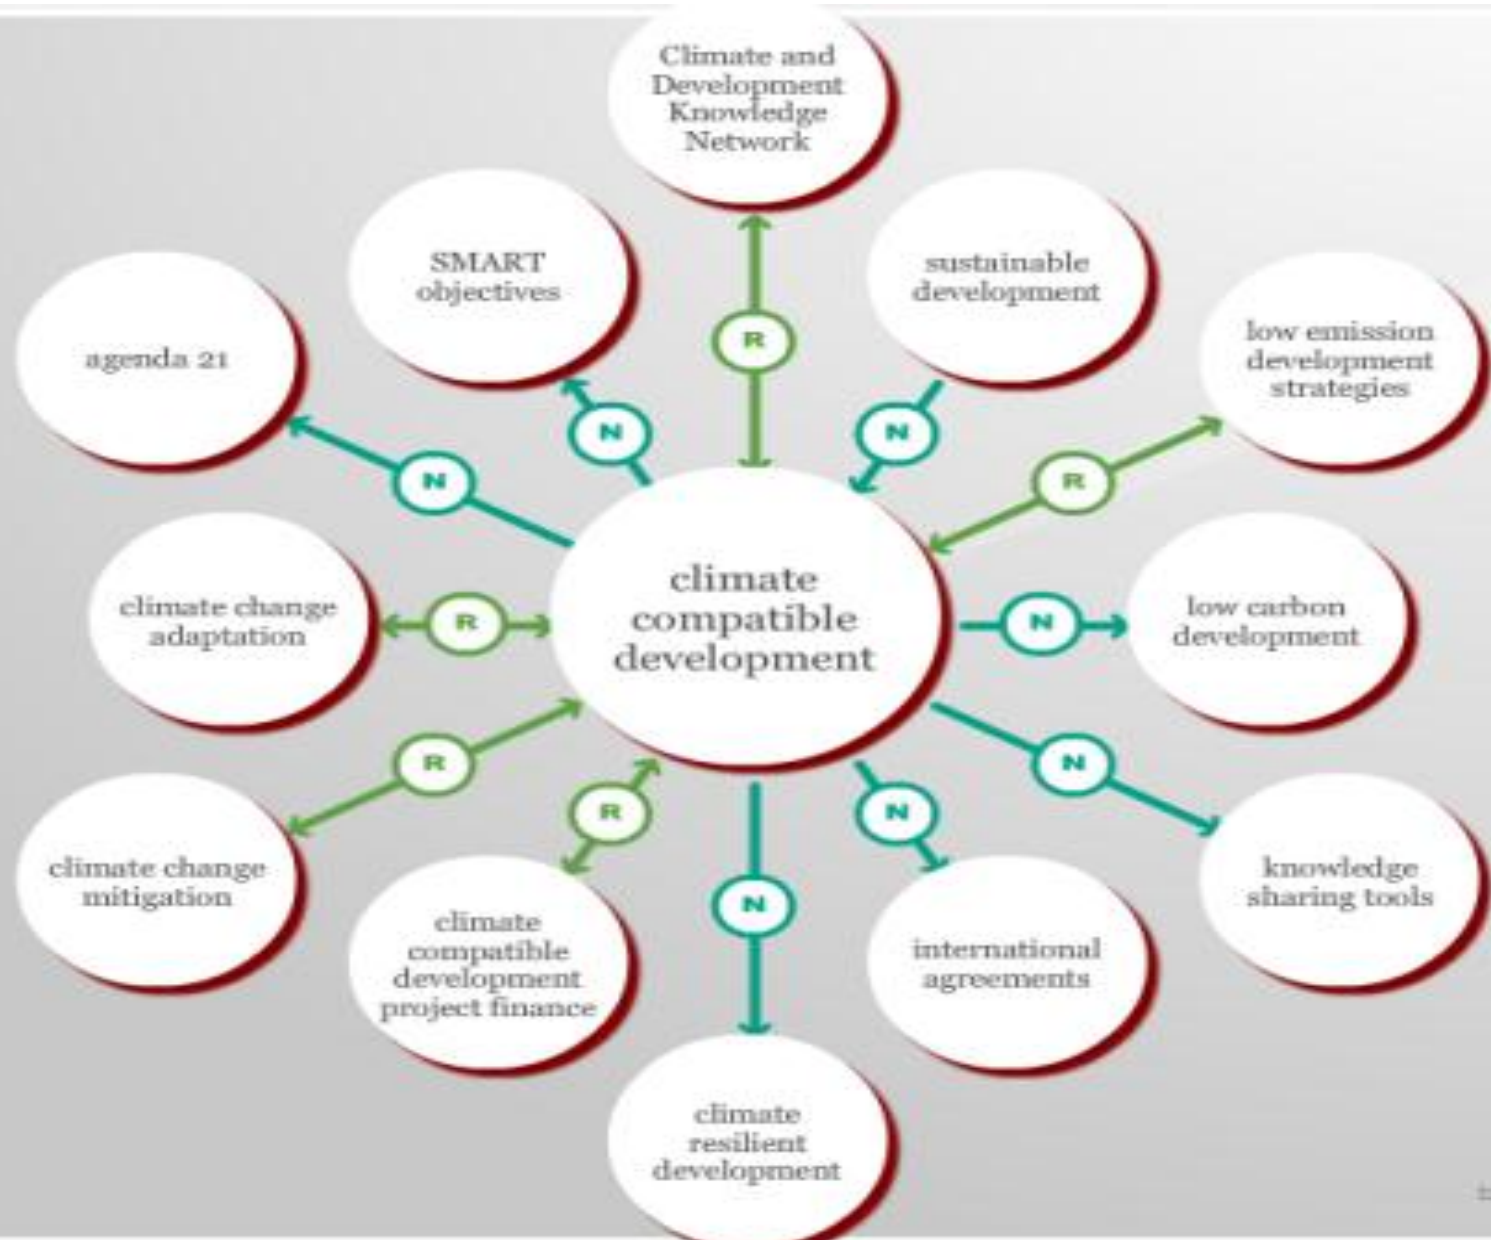 Climate and
Development
Knowledge
Network
SMART
objectives
sustainable
development
agenda 21
low emission
development
strategies
R
N
N
N
R
climate
compatible
development
climate change
adaptation
R
N
low carbon
development
R
N
climate change
mitigation
R
N
knowledge
sharing tools
climate
compatible
development
project finance
N
international
agreements
climate
resilient
development